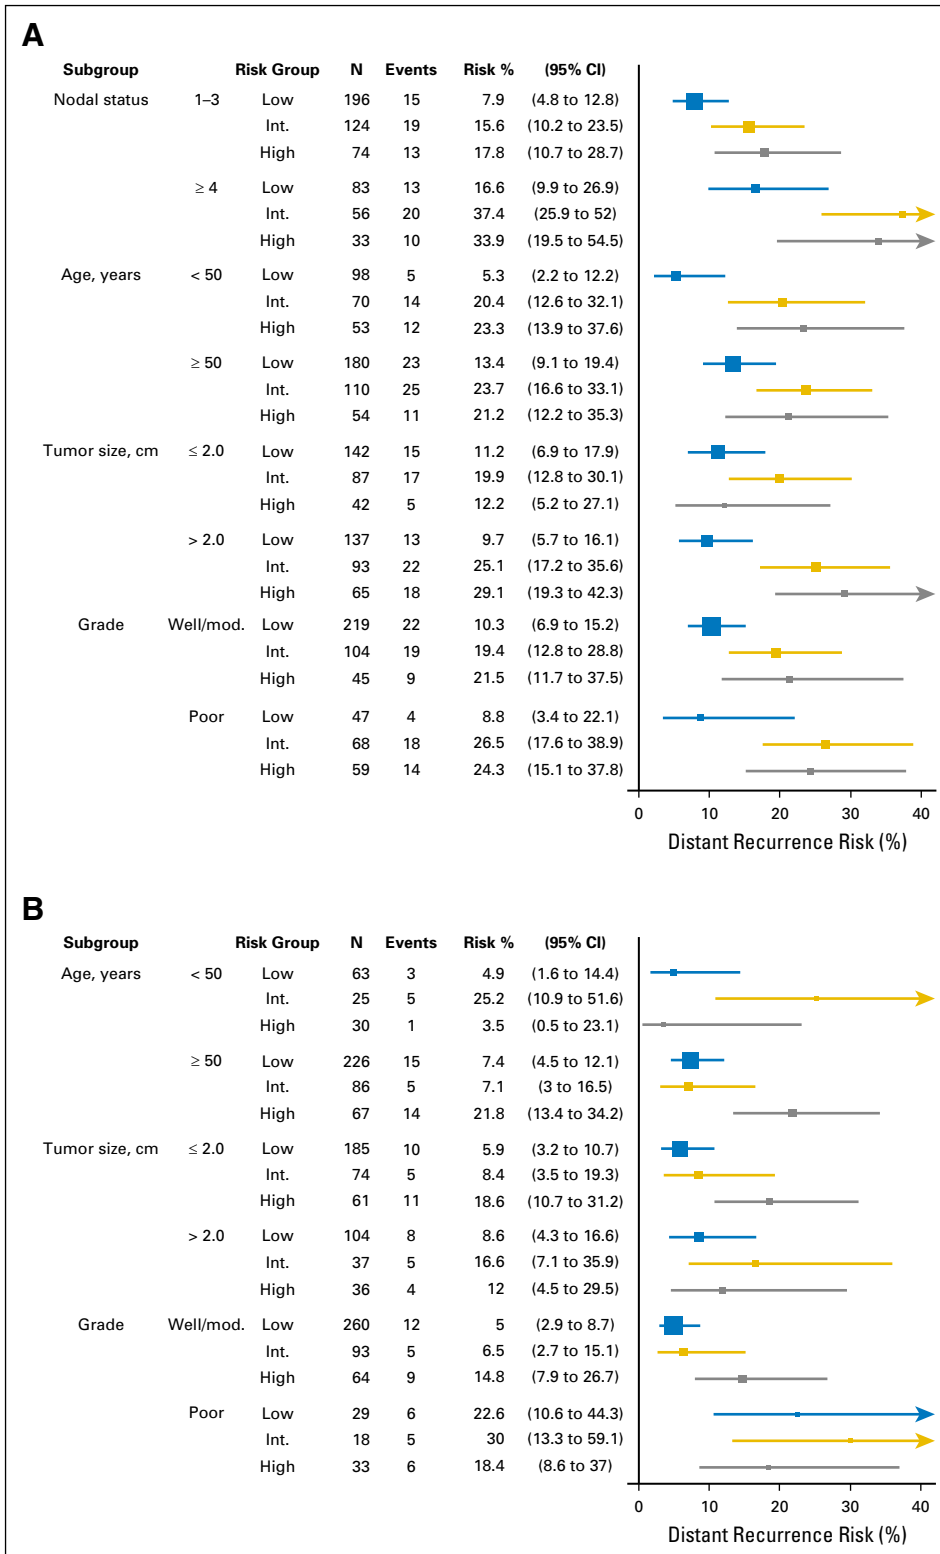 A
Subgroup Risk Group N Events Risk % (95% CI)
Nodal status 1–3 Low 196 15 7.9 (4.8 to 12.8)
Int. 124 19 15.6 (10.2 to 23.5)
High 74 13 17.8 (10.7 to 28.7)
≥ 4 Low 83 13 16.6 (9.9 to 26.9)
Int. 56 20 37.4 (25.9 to 52)
High 33 10 33.9 (19.5 to 54.5)
Age, years < 50 Low 98 5 5.3 (2.2 to 12.2)
Int. 70 14 20.4 (12.6 to 32.1)
High 53 12 23.3 (13.9 to 37.6)
≥ 50 Low 180 23 13.4 (9.1 to 19.4)
Int. 110 25 23.7 (16.6 to 33.1)
High 54 11 21.2 (12.2 to 35.3)
Tumor size, cm ≤ 2.0 Low 142 15 11.2 (6.9 to 17.9)
Int. 87 17 19.9 (12.8 to 30.1)
High 42 5 12.2 (5.2 to 27.1)
> 2.0 Low 137 13 9.7 (5.7 to 16.1)
Int. 93 22 25.1 (17.2 to 35.6)
High 65 18 29.1 (19.3 to 42.3)
Grade Well/mod. Low 219 22 10.3 (6.9 to 15.2)
Int. 104 19 19.4 (12.8 to 28.8)
High 45 9 21.5 (11.7 to 37.5)
Poor Low 47 4 8.8 (3.4 to 22.1)
Int. 68 18 26.5 (17.6 to 38.9)
High 59 14 24.3 (15.1 to 37.8)
0 10 20 30 40
Distant Recurrence Risk (%)
B
Subgroup Risk Group N Events Risk % (95% CI)
Age, years < 50 Low 63 3 4.9 (1.6 to 14.4)
Int. 25 5 25.2 (10.9 to 51.6)
High 30 1 3.5 (0.5 to 23.1)
≥ 50 Low 226 15 7.4 (4.5 to 12.1)
Int. 86 5 7.1 (3 to 16.5)
High 67 14 21.8 (13.4 to 34.2)
Tumor size, cm ≤ 2.0 Low 185 10 5.9 (3.2 to 10.7)
Int. 74 5 8.4 (3.5 to 19.3)
High 61 11 18.6 (10.7 to 31.2)
> 2.0 Low 104 8 8.6 (4.3 to 16.6)
Int. 37 5 16.6 (7.1 to 35.9)
High 36 4 12 (4.5 to 29.5)
Grade Well/mod. Low 260 12 5 (2.9 to 8.7)
Int. 93 5 6.5 (2.7 to 15.1)
High 64 9 14.8 (7.9 to 26.7)
Poor Low 29 6 22.6 (10.6 to 44.3)
Int. 18 5 30 (13.3 to 59.1)
High 33 6 18.4 (8.6 to 37)
0 10 20 30 40
Distant Recurrence Risk (%)